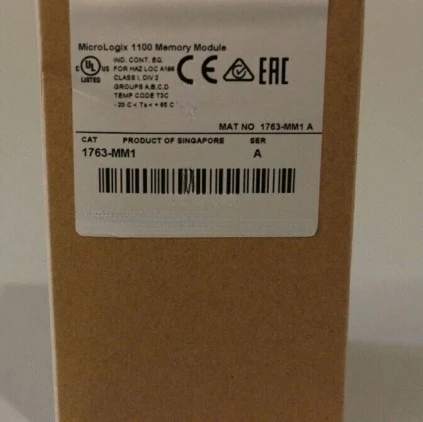 MicroLogix 1100 Memory Module
IND. CONT. EQ.
C UL US FOR HAZ LOC A196
LISTED CLASS I, DIV 2
GROUPS A,B,C,D
TEMP CODE T3C
- 20 C < Ta < + 65 C
CE EAC
MAT NO 1763-MM1 A
CAT PRODUCT OF SINGAPORE SER
1763-MM1 A